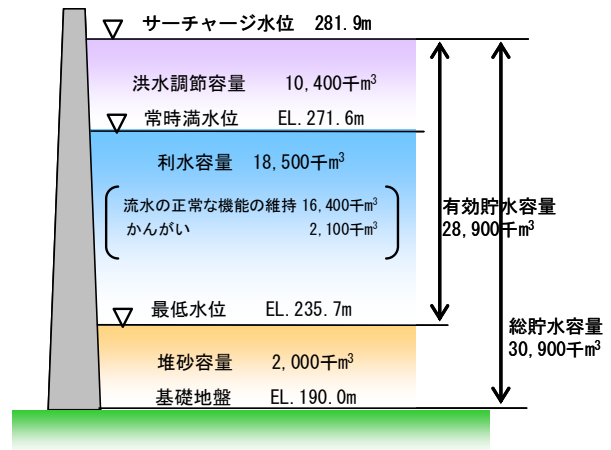 サーチャージ水位 281.9m
洪水調節容量 10,400千m³
常時満水位 EL.271.6m
利水容量 18,500千m³
流水の正常な機能の維持 16,400千m³
かんがい 2,100千m³
有効貯水容量
28,900千m³
最低水位 EL.235.7m
総貯水容量
30,900千m³
堆砂容量 2,000千m³
基礎地盤 EL.190.0m